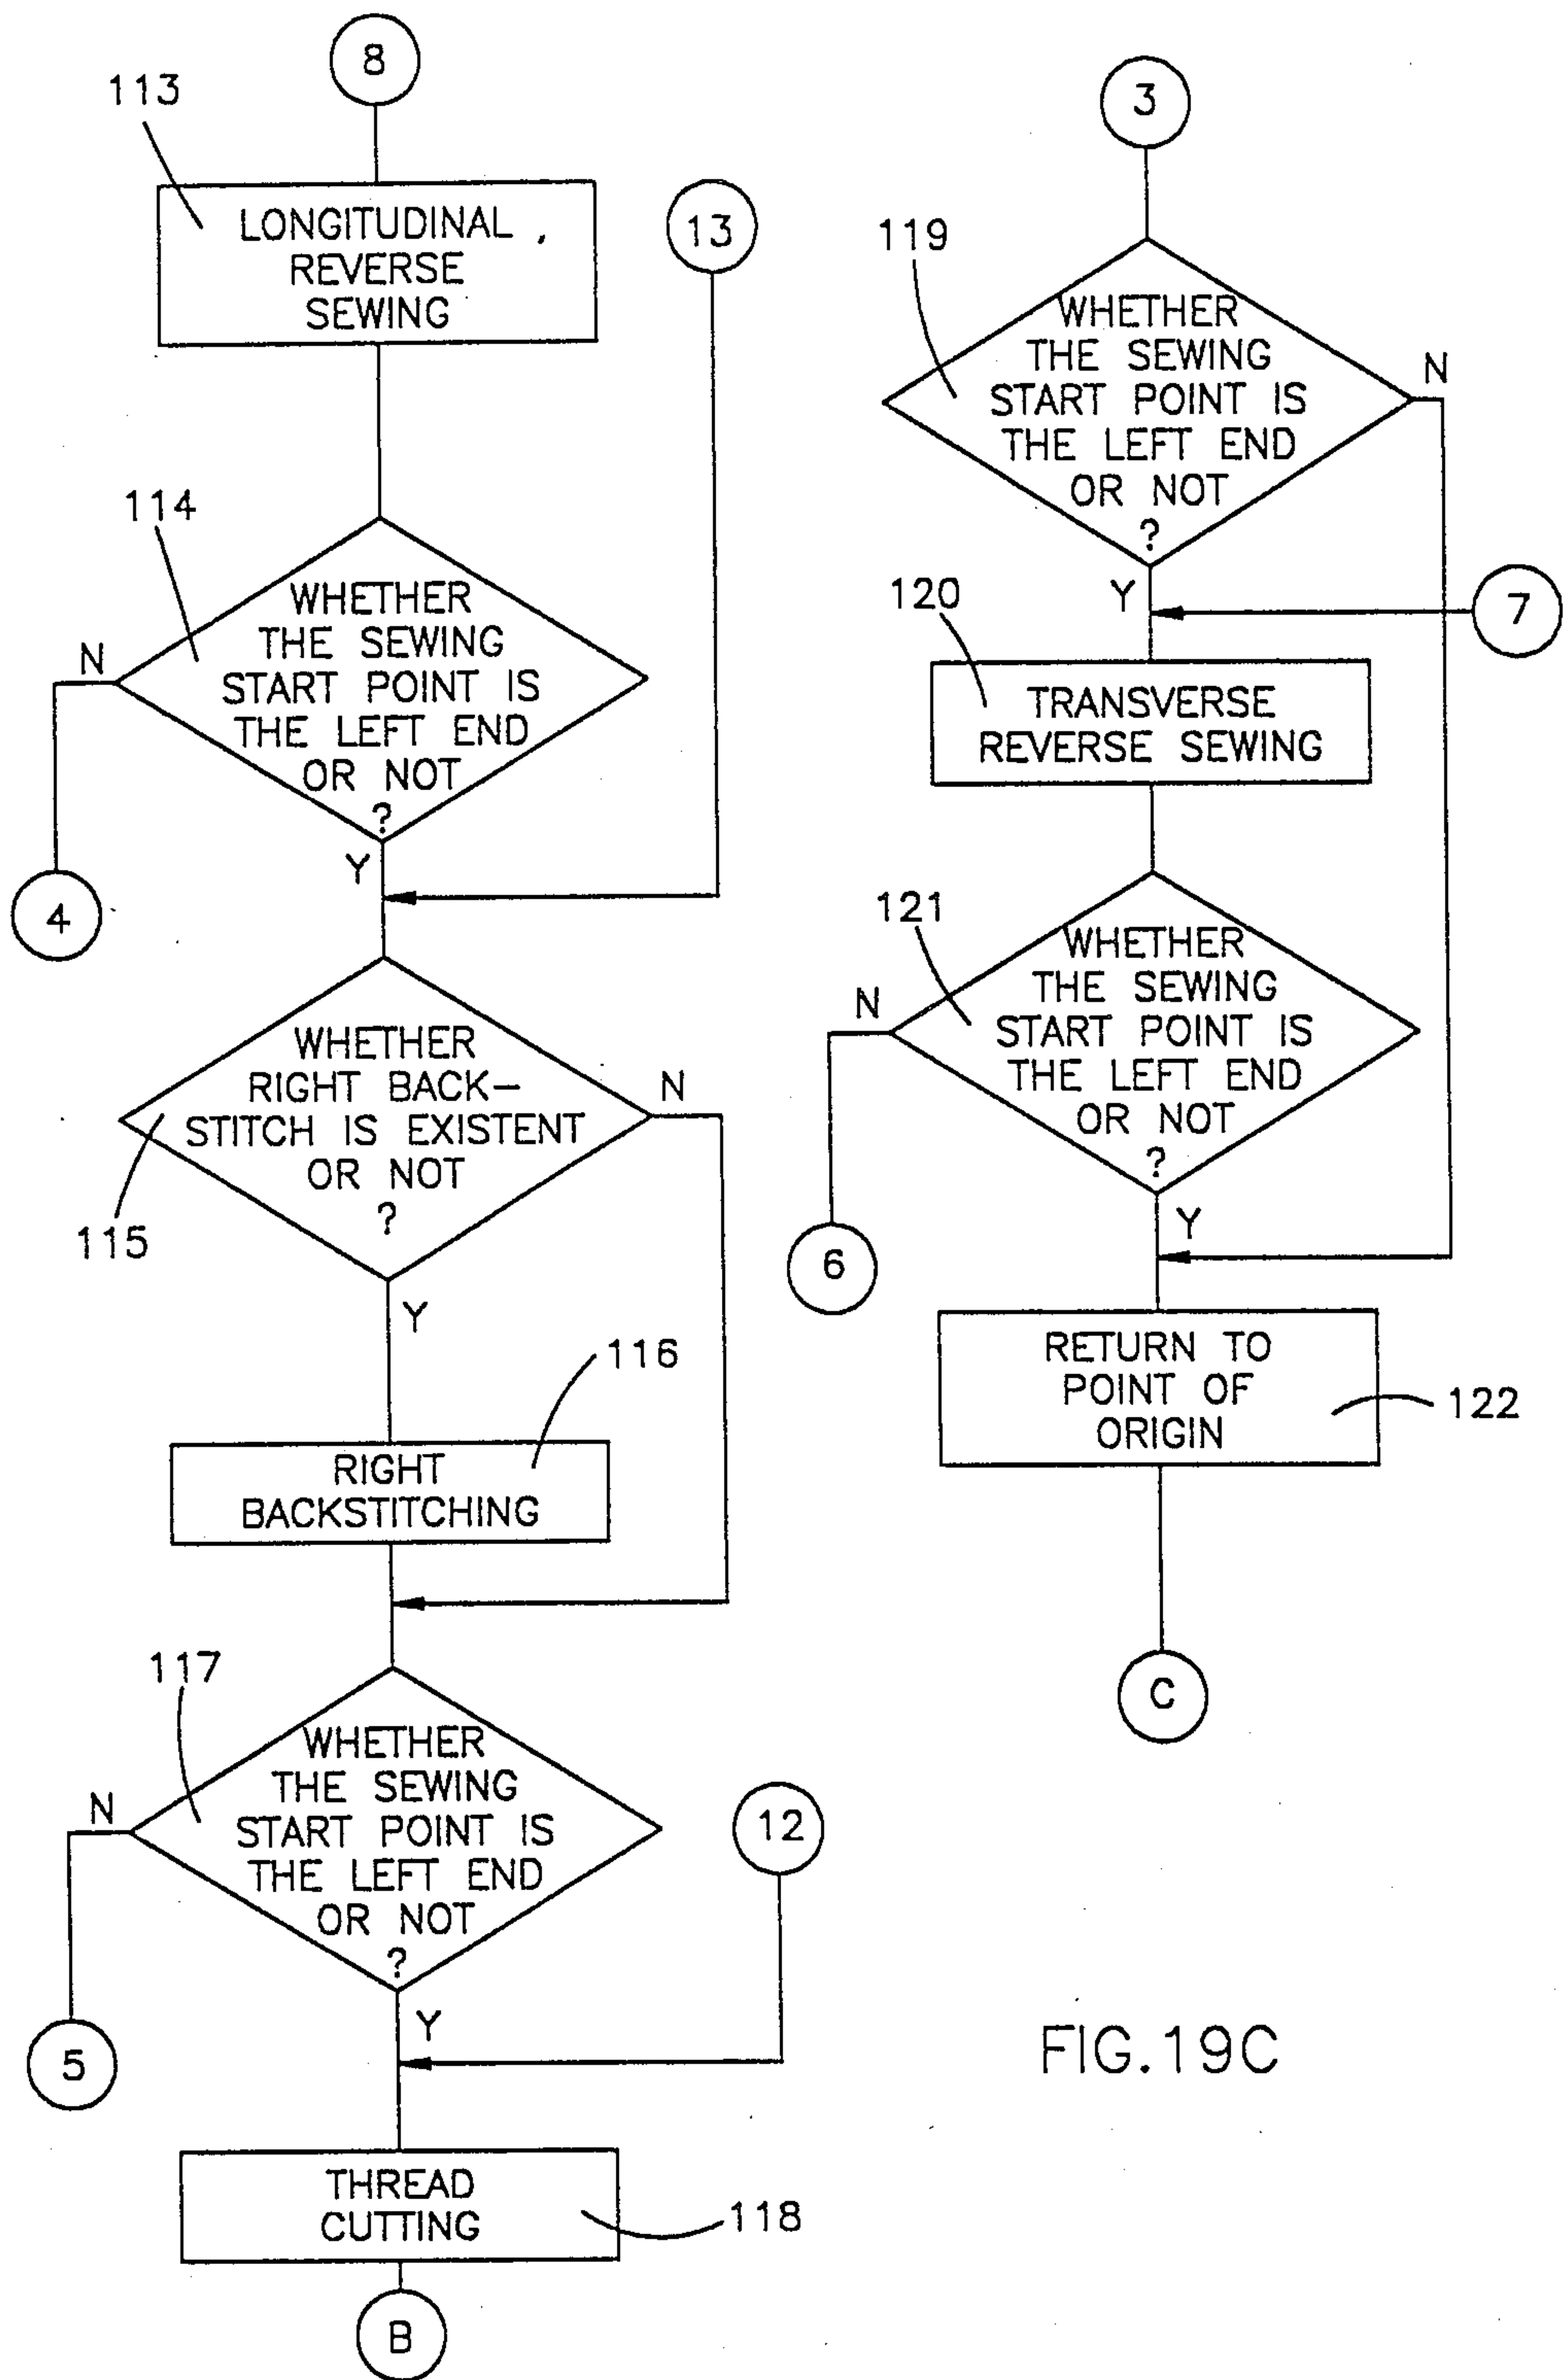 8
113
LONGITUDINAL,
REVERSE
SEWING
13
114
WHETHER
THE SEWING
START POINT IS
THE LEFT END
OR NOT
?
N
Y
4
WHETHER
RIGHT BACK-
STITCH IS EXISTENT
OR NOT
?
115
N
Y
116
RIGHT
BACKSTITCHING
117
WHETHER
THE SEWING
START POINT IS
THE LEFT END
OR NOT
?
N
12
5
Y
THREAD
CUTTING
118
B
3
119
WHETHER
THE SEWING
START POINT IS
THE LEFT END
OR NOT
?
N
Y
7
120
TRANSVERSE
REVERSE SEWING
121
WHETHER
THE SEWING
START POINT IS
THE LEFT END
OR NOT
?
N
Y
6
RETURN TO
POINT OF
ORIGIN
122
C
FIG.19C